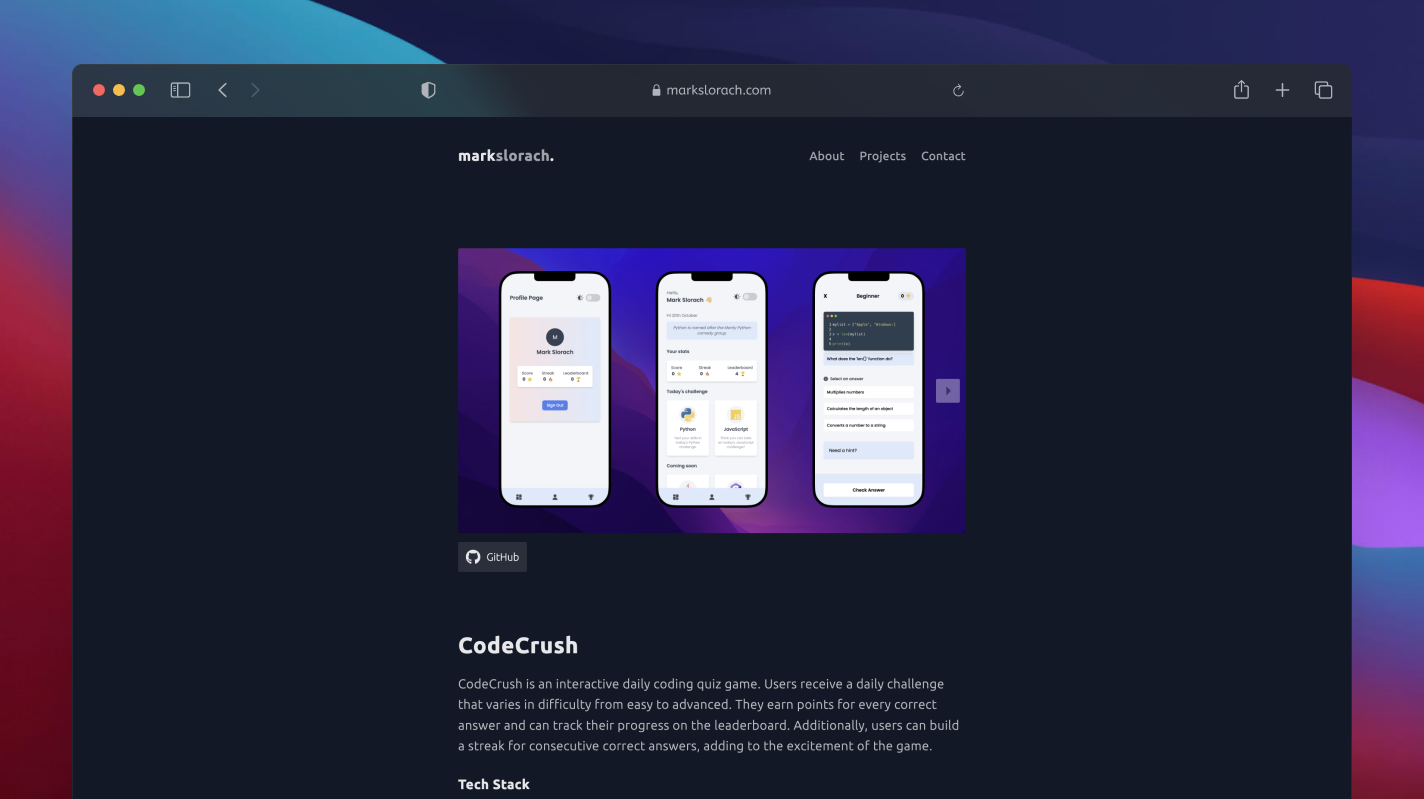 markslorach.com
markslorach.
About Projects Contact
Profile Page
M
Mark Slorach
Score Streak Leaderboard
0 0 0
Sign Out
Hello,
Mark Slorach 👋
Fri 20th October
Python is named after the Monty Python
comedy group
Your stats
Score Streak Leaderboard
0 0 4
Today's challenge
Python JavaScript
Coming soon
X Beginner 0
What does the 'len()' function do?
Select an answer
Multiplies numbers
Calculates the length of an object
Converts a number to a string
Need a hint?
Check Answer
GitHub
CodeCrush
CodeCrush is an interactive daily coding quiz game. Users receive a daily challenge
that varies in difficulty from easy to advanced. They earn points for every correct
answer and can track their progress on the leaderboard. Additionally, users can build
a streak for consecutive correct answers, adding to the excitement of the game.
Tech Stack